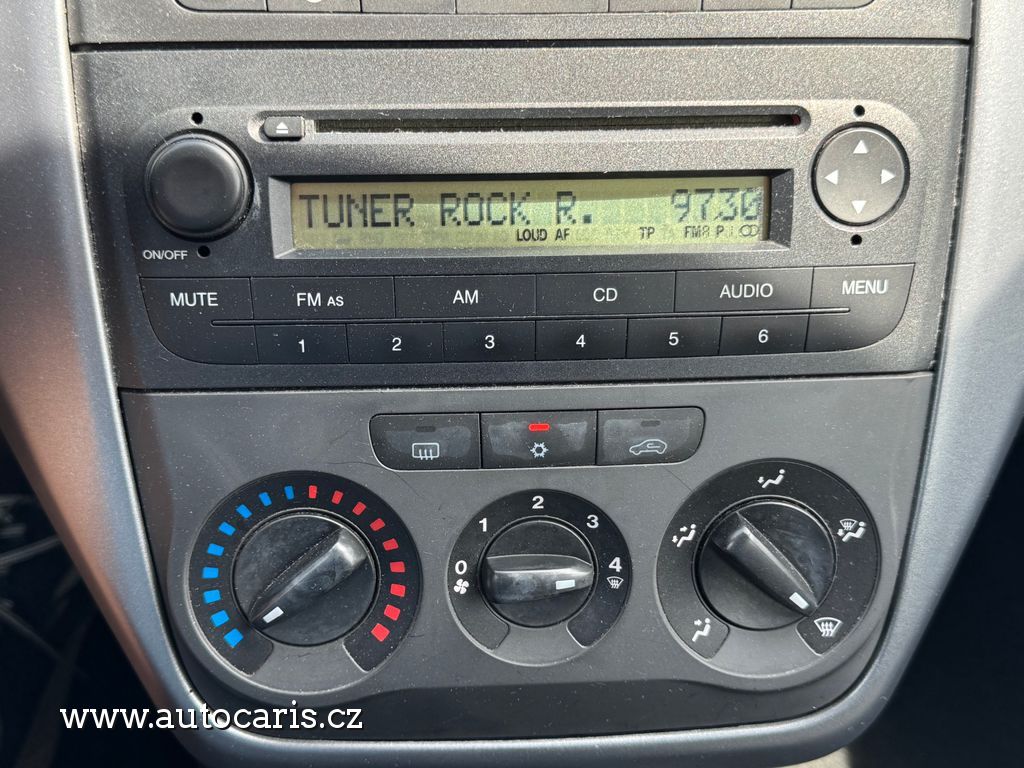 TUNER ROCK R. 9730
LOUD AF TP FM
ON/OFF
MUTE FM AS AM CD AUDIO MENU
1 2 3 4 5 6
0 1 2 3 4
www.autocaris.cz